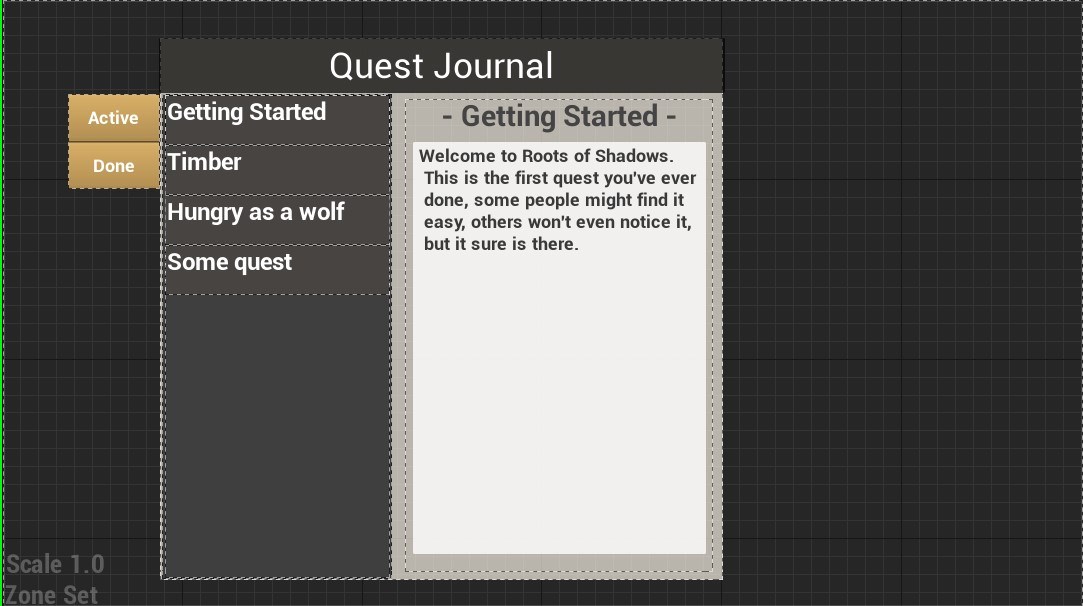 Quest Journal
Active
Done
Getting Started
Timber
Hungry as a wolf
Some quest
- Getting Started -
Welcome to Roots of Shadows.
This is the first quest you've ever
done, some people might find it
easy, others won't even notice it,
but it sure is there.
Scale 1.0
Zone Set